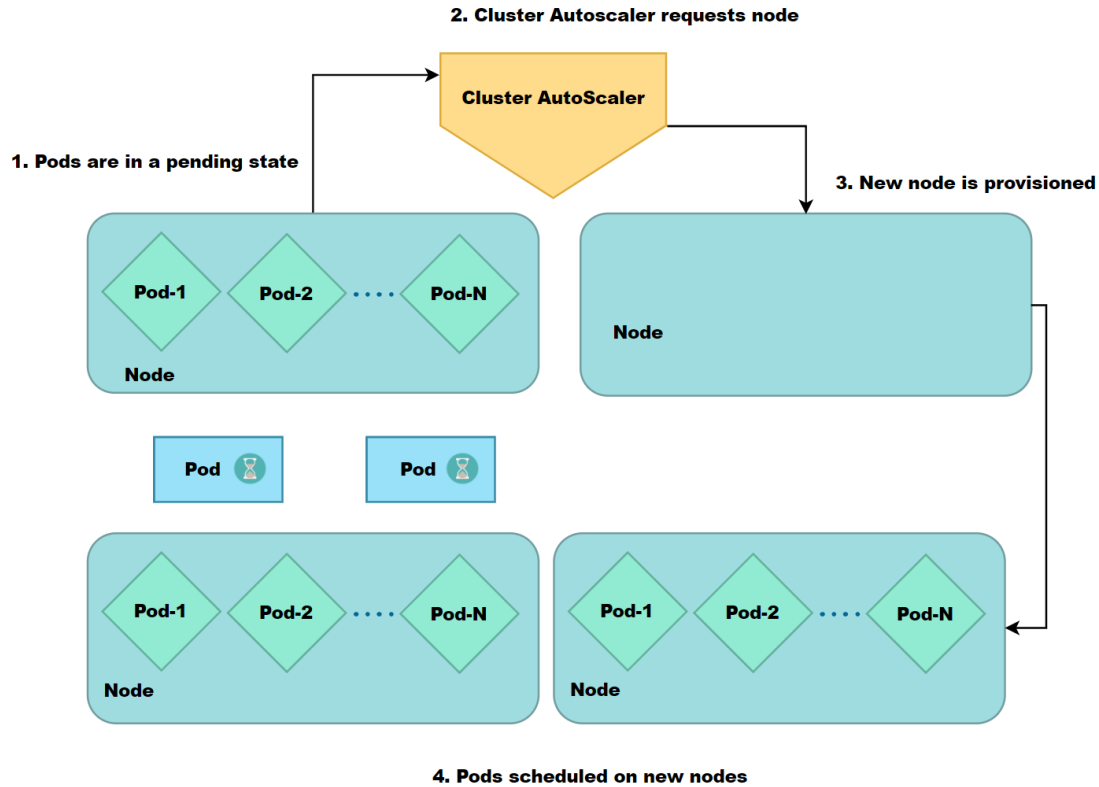 2. Cluster Autoscaler requests node
Cluster AutoScaler
1. Pods are in a pending state
3. New node is provisioned
Pod-1
Pod-2
Pod-N
Node
Node
Pod
Pod
Pod-1
Pod-2
Pod-N
Node
Pod-1
Pod-2
Pod-N
Node
4. Pods scheduled on new nodes